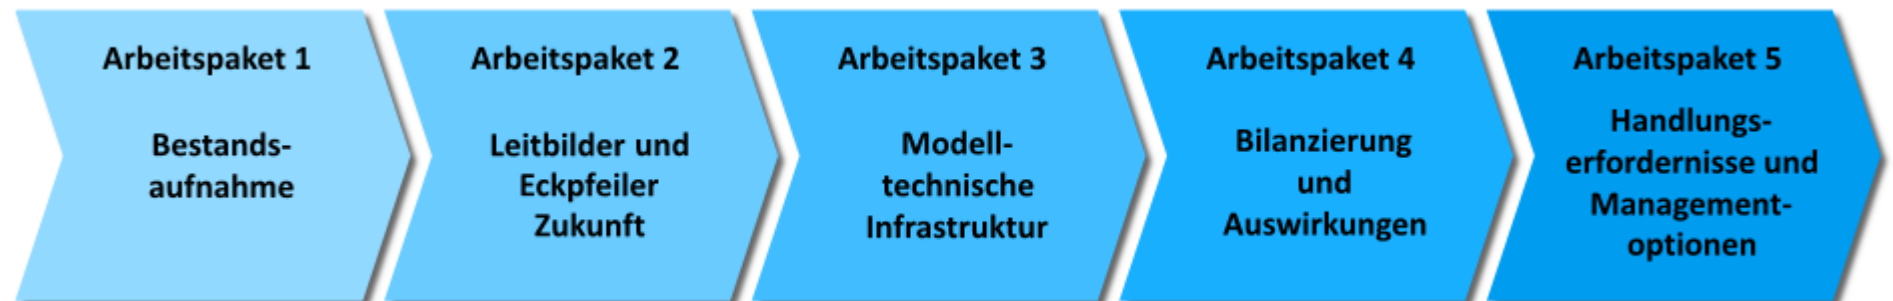 Arbeitspaket 1
Bestands-
aufnahme
Arbeitspaket 2
Leitbilder und
Eckpfeiler
Zukunft
Arbeitspaket 3
Modell-
technische
Infrastruktur
Arbeitspaket 4
Bilanzierung
und
Auswirkungen
Arbeitspaket 5
Handlungs-
erfordernisse und
Management-
optionen